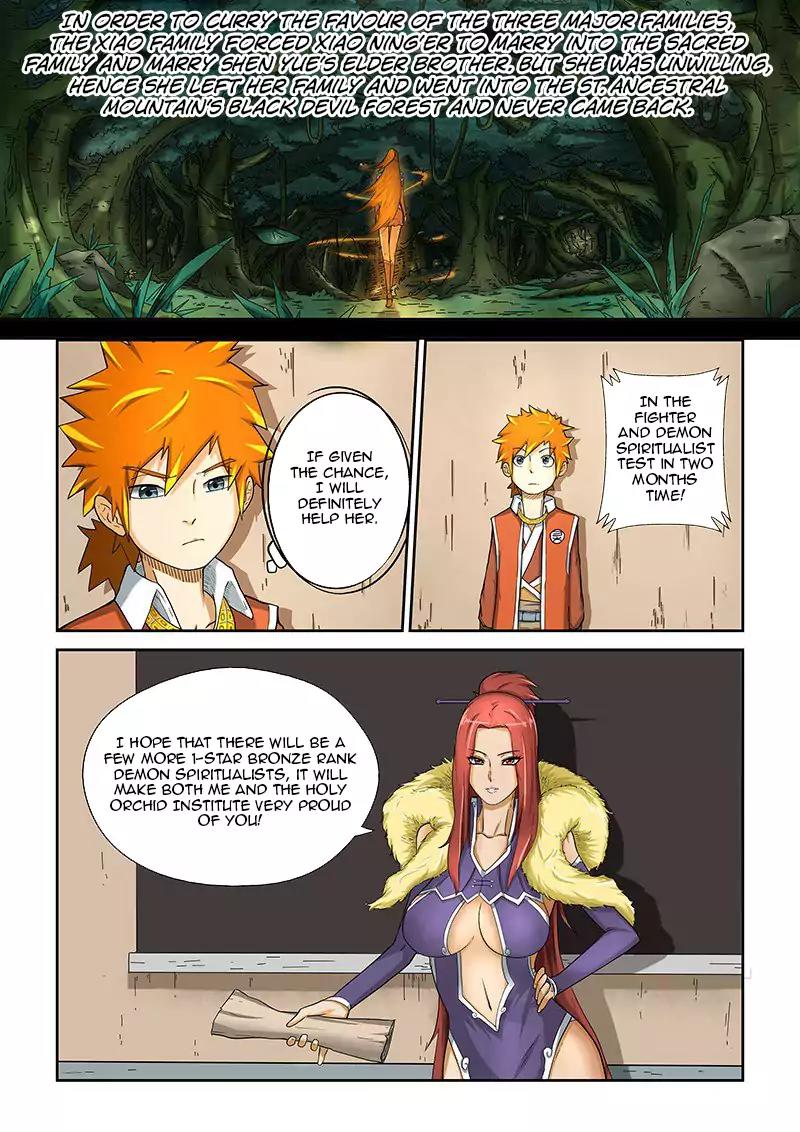 IN ORDER TO CURRY THE FAVOUR OF THE THREE MAJOR FAMILIES,
THE XIAO FAMILY FORCED XIAO NING'ER TO MARRY INTO THE SACRED
FAMILY AND MARRY SHEN YUE'S ELDER BROTHER. BUT SHE WAS UNWILLING,
HENCE SHE LEFT HER FAMILY AND WENT INTO THE ST. ANCESTRAL
MOUNTAIN'S BLACK DEVIL FOREST AND NEVER CAME BACK.
IF GIVEN
THE CHANCE,
I WILL
DEFINITELY
HELP HER.
IN THE
FIGHTER
AND DEMON
SPIRITUALIST
TEST IN TWO
MONTHS
TIME!
I HOPE THAT THERE WILL BE A
FEW MORE 1-STAR BRONZE RANK
DEMON SPIRITUALISTS, IT WILL
MAKE BOTH ME AND THE HOLY
ORCHID INSTITUTE VERY PROUD
OF YOU!